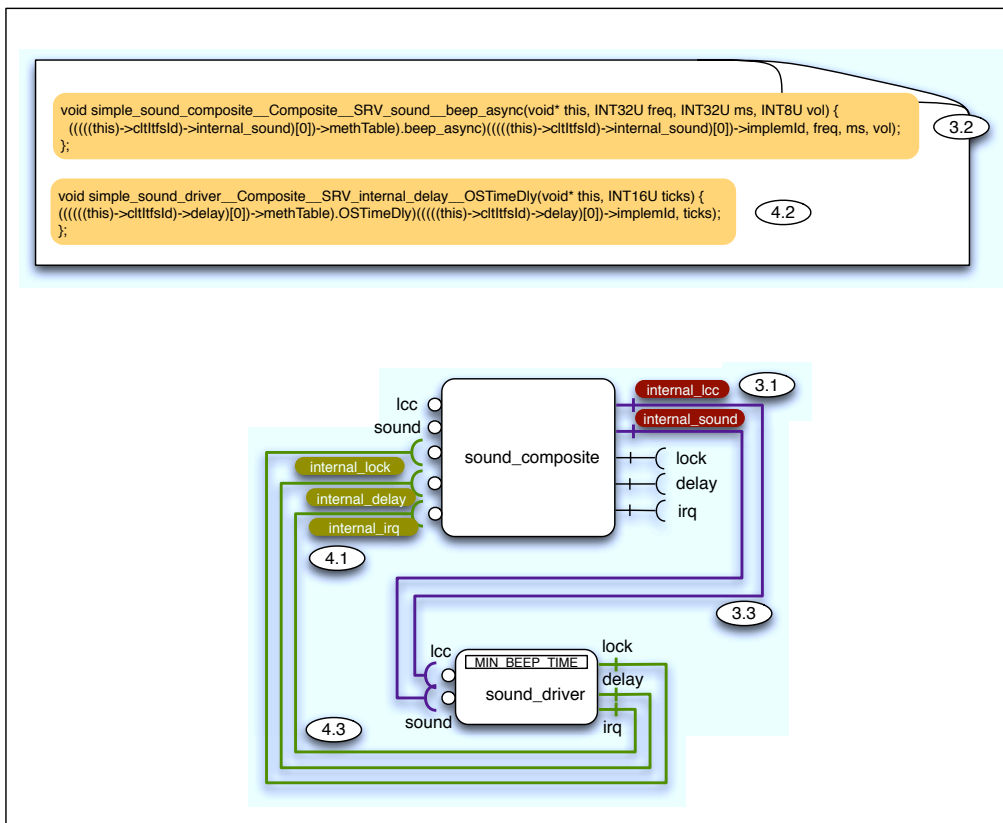 void simple_sound_composite__Composite__SRV_sound__beep_async(void* this, INT32U freq, INT32U ms, INT8U vol) {
(((((this)->cltItfsId)->internal_sound)[0])->methTable).beep_async)(((((this)->cltItfsId)->internal_sound)[0])->implemId, freq, ms, vol);
};
3.2
void simple_sound_driver__Composite__SRV_internal_delay__OSTimeDly(void* this, INT16U ticks) {
((((((this)->cltItfsId)->delay)[0])->methTable).OSTimeDly)(((((this)->cltItfsId)->delay)[0])->implemId, ticks);
};
4.2
internal_lcc
3.1
lcc
sound
internal_sound
sound_composite
lock
internal_lock
delay
internal_delay
irq
internal_irq
4.1
3.3
lcc
MIN_BEEP_TIME
lock
delay
sound_driver
sound
irq
4.3